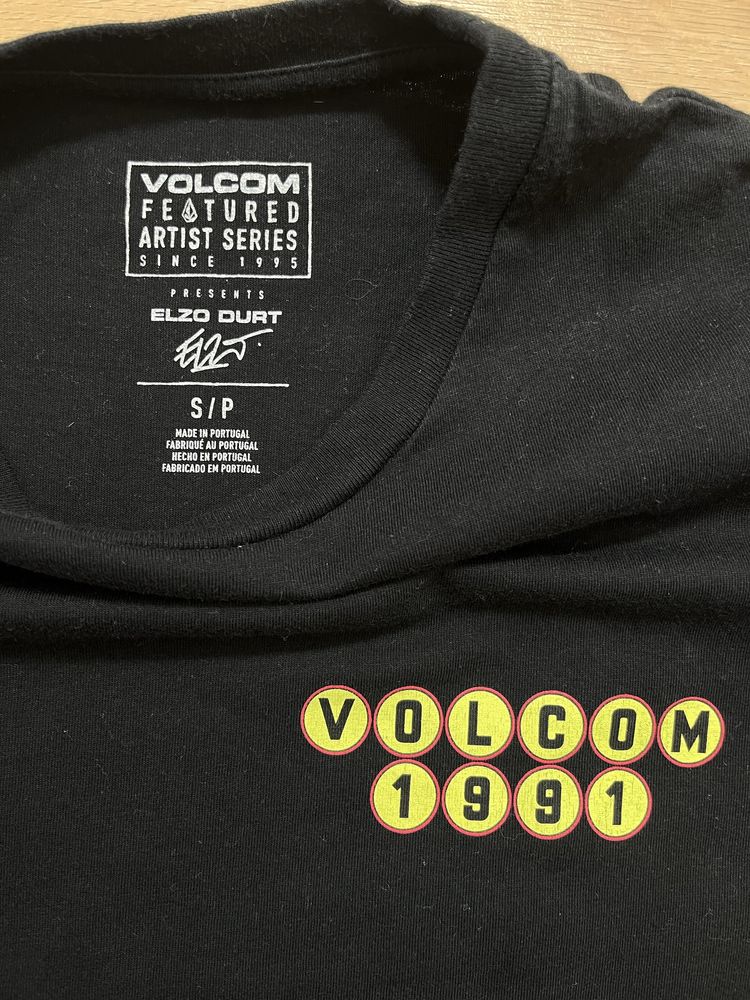 VOLCOM
FEATURED
ARTIST SERIES
SINCE 1995
PRESENTS
ELZO DURT
S/P
MADE IN PORTUGAL
FABRIQUÉ AU PORTUGAL
HECHO EN PORTUGAL
FABRICADO EM PORTUGAL
VOLCOM
1991